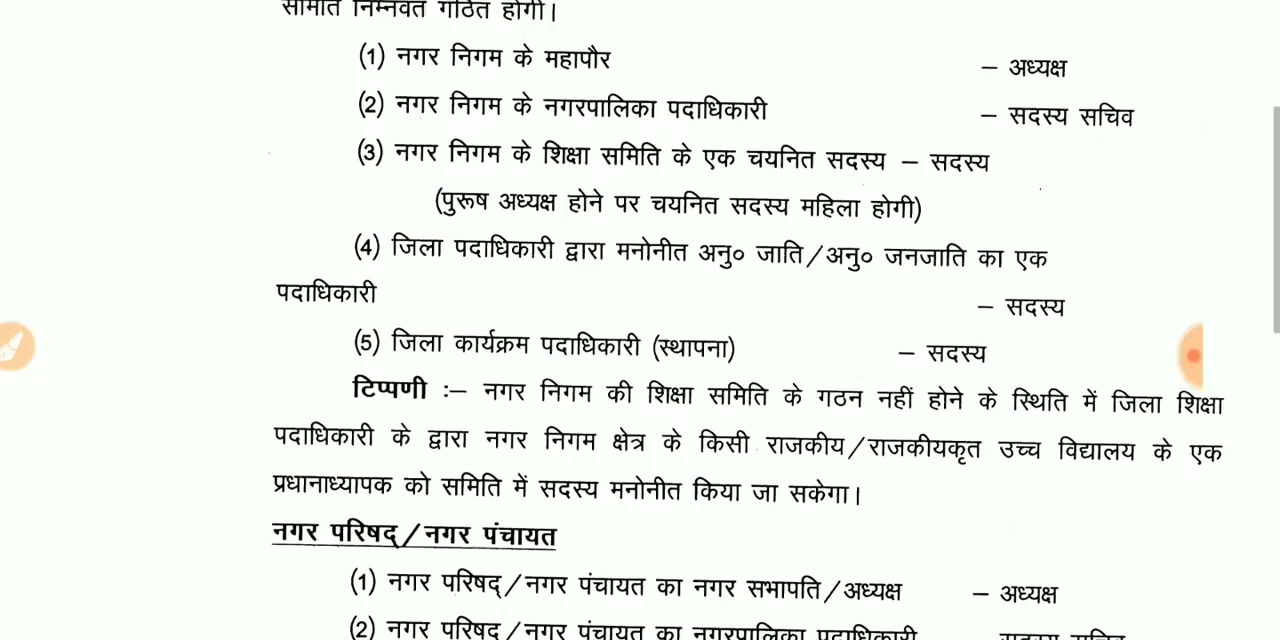 समिति निम्नवत गठित होगी।
(1) नगर निगम के महापौर – अध्यक्ष
(2) नगर निगम के नगरपालिका पदाधिकारी – सदस्य सचिव
(3) नगर निगम के शिक्षा समिति के एक चयनित सदस्य – सदस्य
(पुरूष अध्यक्ष होने पर चयनित सदस्य महिला होगी)
(4) जिला पदाधिकारी द्वारा मनोनीत अनु० जाति/अनु० जनजाति का एक
पदाधिकारी – सदस्य
(5) जिला कार्यक्रम पदाधिकारी (स्थापना) – सदस्य
टिप्पणी :– नगर निगम की शिक्षा समिति के गठन नहीं होने के स्थिति में जिला शिक्षा
पदाधिकारी के द्वारा नगर निगम क्षेत्र के किसी राजकीय/राजकीयकृत उच्च विद्यालय के एक
प्रधानाध्यापक को समिति में सदस्य मनोनीत किया जा सकेगा।
नगर परिषद्/नगर पंचायत
(1) नगर परिषद्/नगर पंचायत का नगर सभापति/अध्यक्ष – अध्यक्ष
(2) नगर परिषद्/नगर पंचायत का नगरपालिका पदाधिकारी – सदस्य सचिव